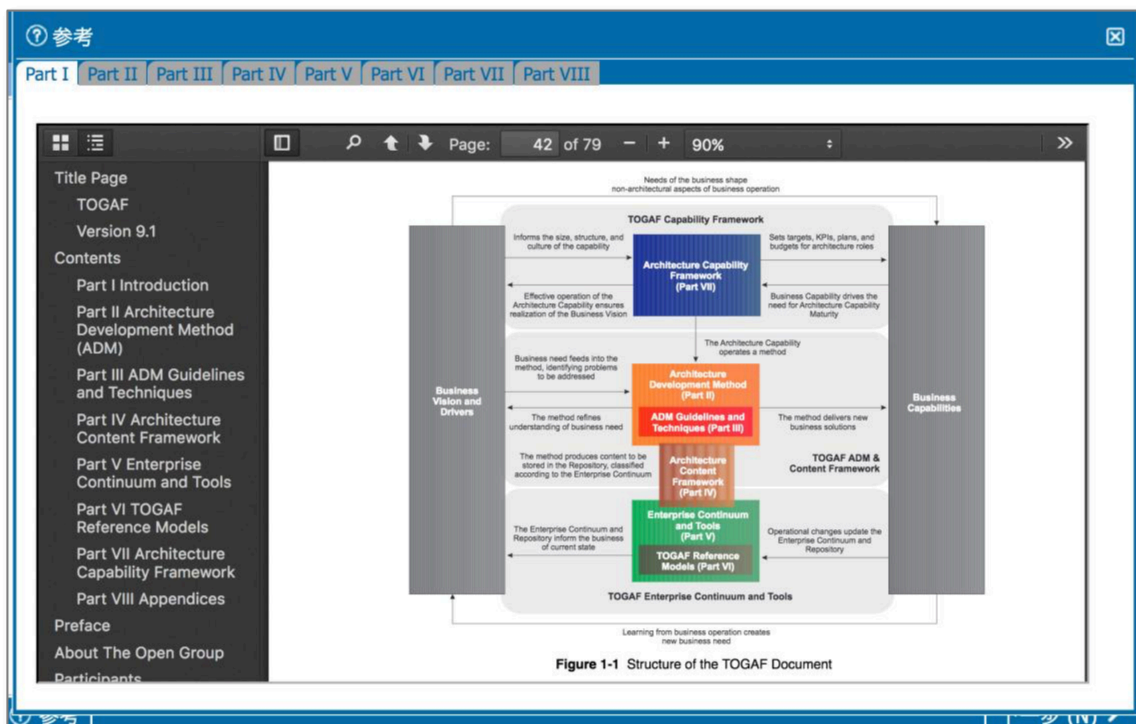 参考
Part I
Part II
Part III
Part IV
Part V
Part VI
Part VII
Part VIII
Page: 42 of 79
90%
Title Page
TOGAF
Version 9.1
Contents
Part I Introduction
Part II Architecture
Development Method
(ADM)
Part III ADM Guidelines
and Techniques
Part IV Architecture
Content Framework
Part V Enterprise
Continuum and Tools
Part VI TOGAF
Reference Models
Part VII Architecture
Capability Framework
Part VIII Appendices
Preface
About The Open Group
Participants
Needs of the business shape
non-architectural aspects of business operation
TOGAF Capability Framework
Informs the size, structure, and
culture of the capability
Architecture Capability
Framework
(Part VII)
Sets targets, KPIs, plans, and
budgets for architecture roles
Effective operation of the
Architecture Capability ensures
realization of the Business Vision
Business Capability drives the
need for Architecture Capability
Maturity
The Architecture Capability
operates a method
Business need feeds into the
method, identifying problems
to be addressed
Architecture
Development Method
(Part II)
Business
Vision and
Drivers
Business
Capabilities
The method refines
understanding of business need
ADM Guidelines and
Techniques (Part III)
The method delivers new
business solutions
The method produces content to be
stored in the Repository, classified
according to the Enterprise Continuum
Architecture
Content
Framework
(Part IV)
TOGAF ADM &
Content Framework
Enterprise Continuum
and Tools
(Part V)
The Enterprise Continuum and
Repository inform the business
of current state
TOGAF Reference
Models (Part VI)
Operational changes update the
Enterprise Continuum and
Repository
TOGAF Enterprise Continuum and Tools
Learning from business operation creates
new business need
Figure 1-1 Structure of the TOGAF Document
参考
一步 (N)